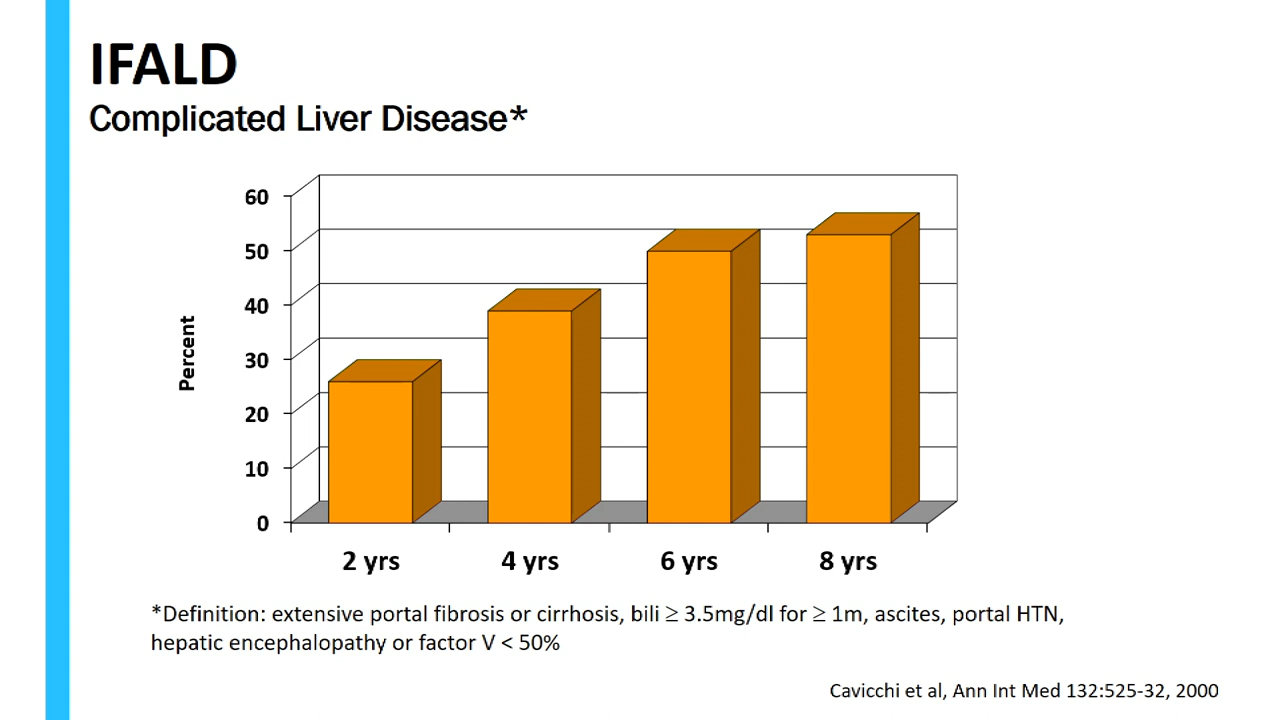 IFALD
Complicated Liver Disease*
60
50
40
30
20
10
0
Percent
2 yrs 4 yrs 6 yrs 8 yrs
*Definition: extensive portal fibrosis or cirrhosis, bili ≥ 3.5mg/dl for ≥ 1m, ascites, portal HTN,
hepatic encephalopathy or factor V < 50%
Cavicchi et al, Ann Int Med 132:525-32, 2000